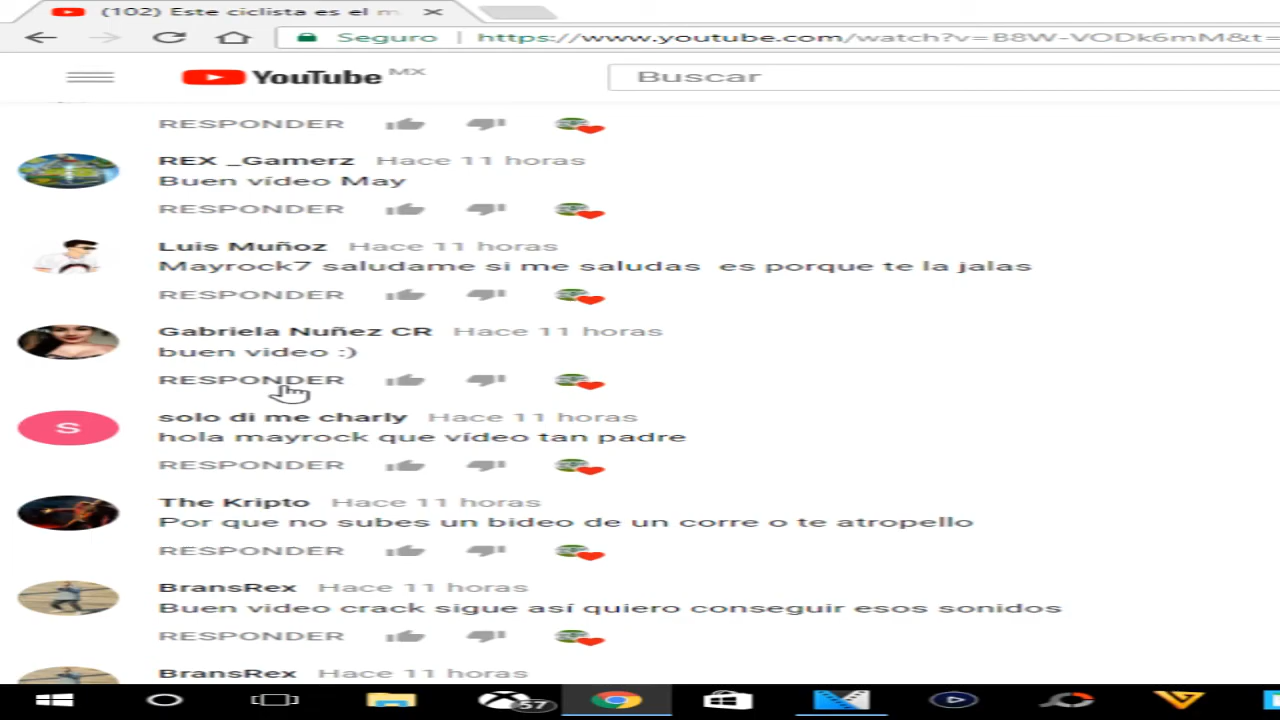 (102) Este ciclista es el m
Seguro | https://www.youtube.com/watch?v=B8W-VODk6mM&t=
YouTube MX
Buscar
RESPONDER
REX _Gamerz Hace 11 horas
Buen vídeo May
RESPONDER
Luis Muñoz Hace 11 horas
Mayrock7 saludame si me saludas es porque te la jalas
RESPONDER
Gabriela Nuñez CR Hace 11 horas
buen video :)
RESPONDER
S
solo di me charly Hace 11 horas
hola mayrock que vídeo tan padre
RESPONDER
The Kripto Hace 11 horas
Por que no subes un bideo de un corre o te atropello
RESPONDER
BransRex Hace 11 horas
Buen video crack sigue así quiero conseguir esos sonidos
RESPONDER
BransRex Hace 11 horas
57